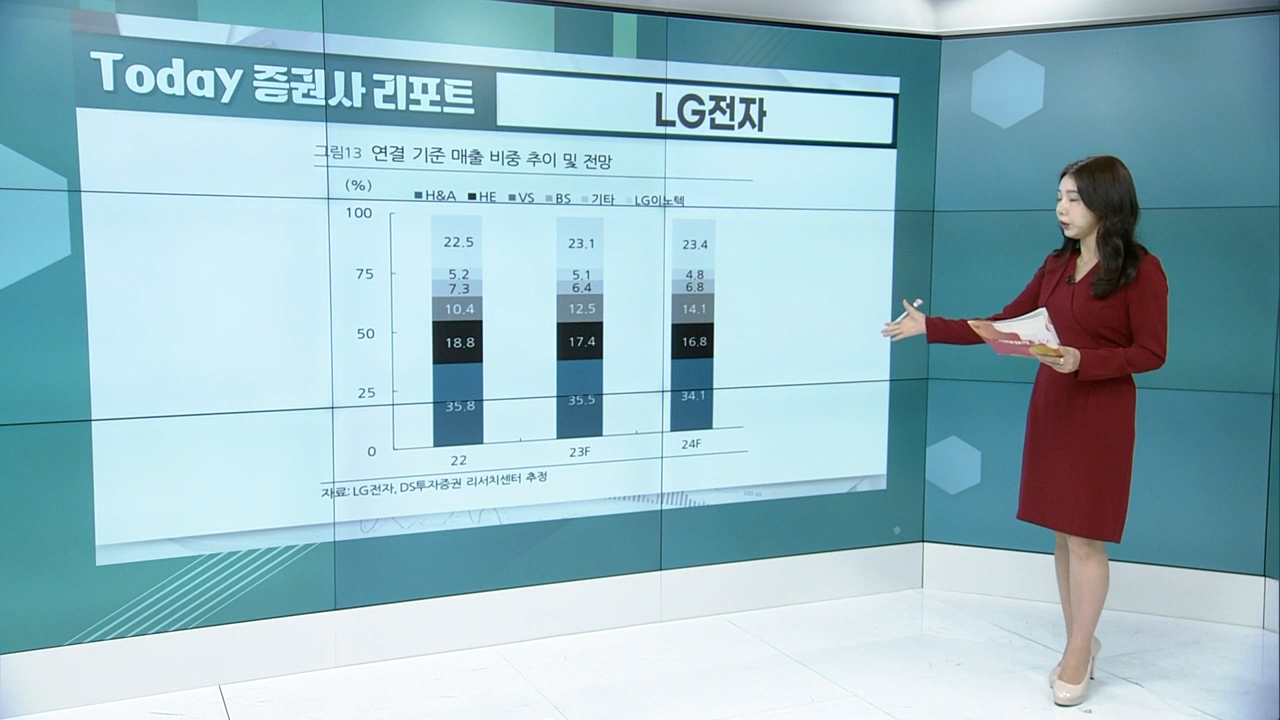 Today 증권사 리포트
LG전자
그림13 연결 기준 매출 비중 추이 및 전망
(%)
H&A HE VS BS 기타 LG이노텍
100
22.5 23.1 23.4
75
5.2 5.1 4.8
7.3 6.4 6.8
10.4 12.5 14.1
50
18.8 17.4 16.8
25
35.8 35.5 34.1
0
22 23F 24F
자료: LG전자, DS투자증권 리서치센터 추정